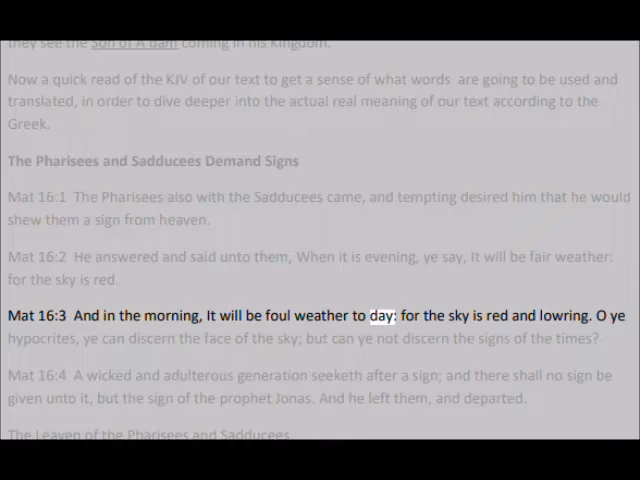 they see the Son of A'dam coming in his Kingdom.
Now a quick read of the KJV of our text to get a sense of what words are going to be used and
translated, in order to dive deeper into the actual real meaning of our text according to the
Greek.
The Pharisees and Sadducees Demand Signs
Mat 16:1 The Pharisees also with the Sadducees came, and tempting desired him that he would
shew them a sign from heaven.
Mat 16:2 He answered and said unto them, When it is evening, ye say, It will be fair weather:
for the sky is red.
Mat 16:3 And in the morning, It will be foul weather to day: for the sky is red and lowring. O ye
hypocrites, ye can discern the face of the sky; but can ye not discern the signs of the times?
Mat 16:4 A wicked and adulterous generation seeketh after a sign; and there shall no sign be
given unto it, but the sign of the prophet Jonas. And he left them, and departed.
The Leaven of the Pharisees and Sadducees